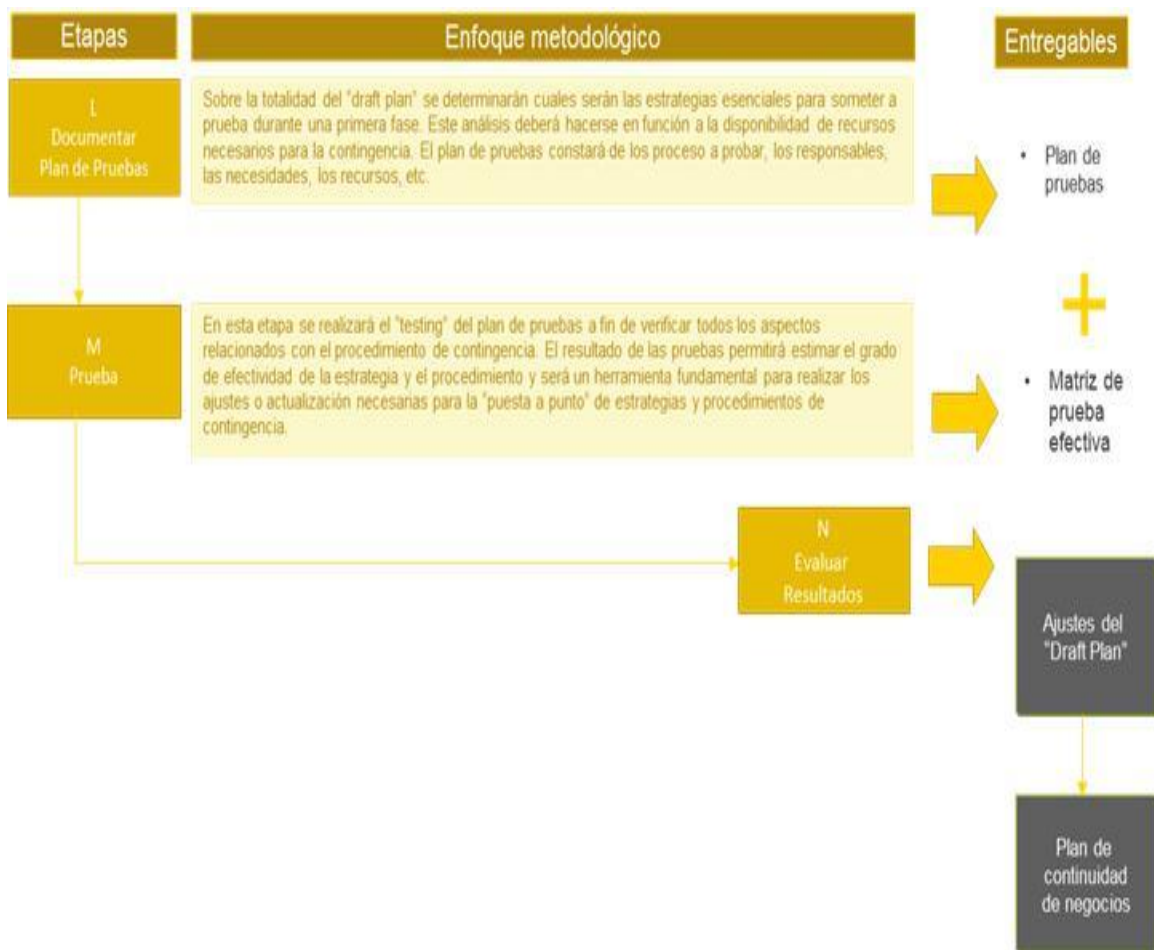 Etapas
Enfoque metodológico
Entregables
L
Documentar
Plan de Pruebas
Sobre la totalidad del "draft plan" se determinarán cuales serán las estrategias esenciales para someter a
prueba durante una primera fase. Este análisis deberá hacerse en función a la disponibilidad de recursos
necesarios para la contingencia. El plan de pruebas constará de los proceso a probar, los responsables,
las necesidades, los recursos, etc.
• Plan de
pruebas
M
Prueba
En esta etapa se realizará el "testing" del plan de pruebas a fin de verificar todos los aspectos
relacionados con el procedimiento de contingencia. El resultado de las pruebas permitirá estimar el grado
de efectividad de la estrategia y el procedimiento y será un herramienta fundamental para realizar los
ajustes o actualización necesarias para la "puesta a punto" de estrategias y procedimientos de
contingencia.
• Matriz de
prueba
efectiva
N
Evaluar
Resultados
Ajustes del
"Draft Plan"
Plan de
continuidad
de negocios